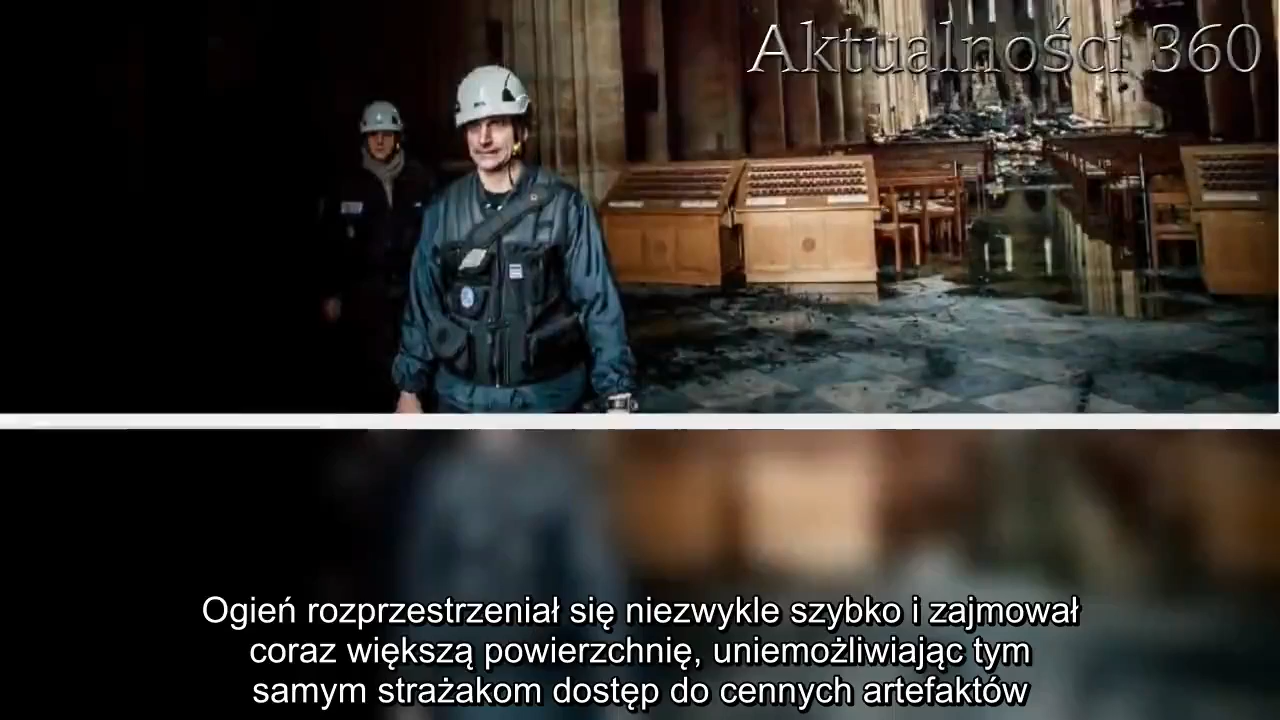 Aktualności 360
Ogień rozprzestrzeniał się niezwykle szybko i zajmował
coraz większą powierzchnię, uniemożliwiając tym
samym strażakom dostęp do cennych artefaktów